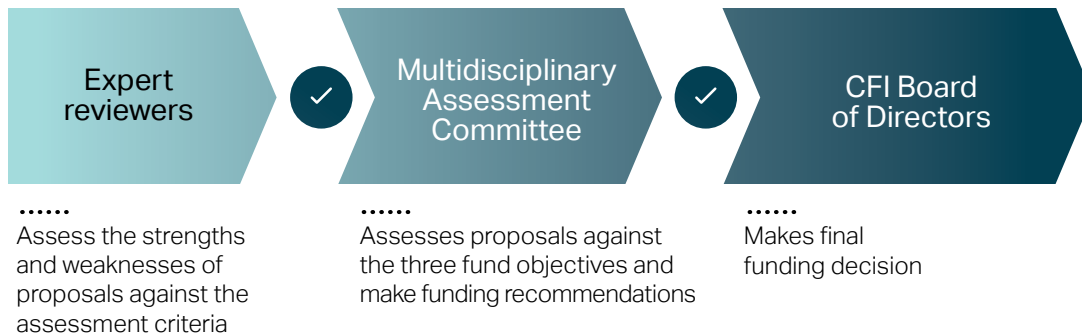 Expert
reviewers
Multidisciplinary
Assessment
Committee
CFI Board
of Directors
......
Assess the strengths
and weaknesses of
proposals against the
assessment criteria
......
Assesses proposals against
the three fund objectives and
make funding recommendations
......
Makes final
funding decision